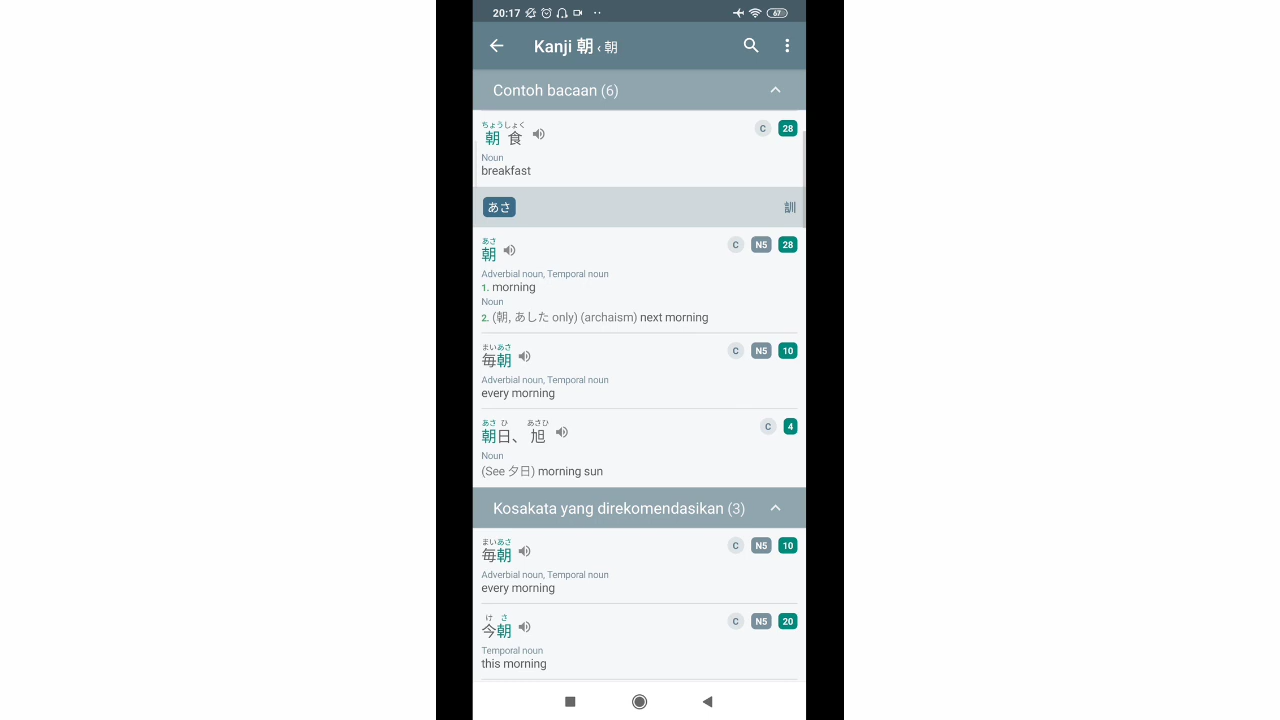 20:17 67
Kanji 朝 ‹ 朝
Contoh bacaan (6)
ちょうしょく
朝食 C 28
Noun
breakfast
あさ 訓
あさ
朝 C N5 28
Adverbial noun, Temporal noun
1. morning
Noun
2. (朝, あした only) (archaism) next morning
まいあさ
毎朝 C N5 10
Adverbial noun, Temporal noun
every morning
あさ ひ あさひ
朝日、 旭 C 4
Noun
(See 夕日) morning sun
Kosakata yang direkomendasikan (3)
まいあさ
毎朝 C N5 10
Adverbial noun, Temporal noun
every morning
け さ
今朝 C N5 20
Temporal noun
this morning